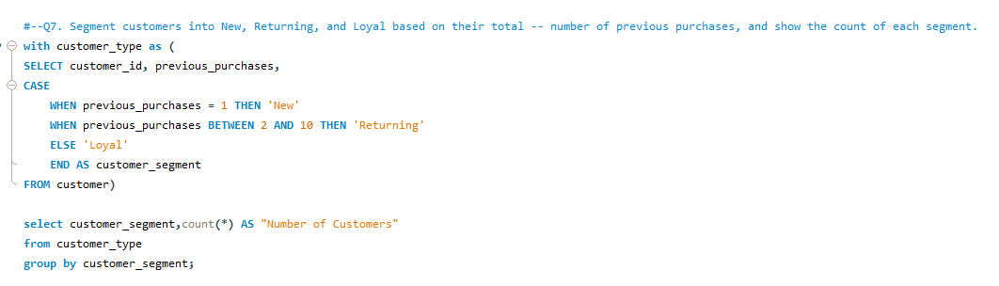 #--Q7. Segment customers into New, Returning, and Loyal based on their total -- number of previous purchases, and show the count of each segment.
with customer_type as (
SELECT customer_id, previous_purchases,
CASE
    WHEN previous_purchases = 1 THEN 'New'
    WHEN previous_purchases BETWEEN 2 AND 10 THEN 'Returning'
    ELSE 'Loyal'
    END AS customer_segment
FROM customer)
select customer_segment,count(*) AS "Number of Customers"
from customer_type
group by customer_segment;